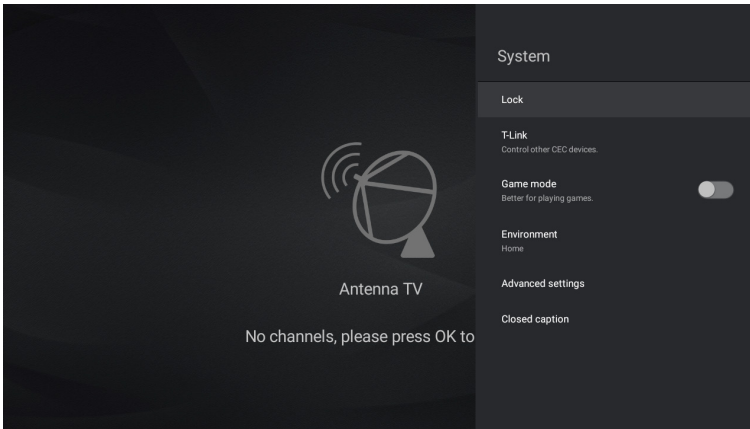 System
Lock
T-Link
Control other CEC devices.
Game mode
Better for playing games.
Environment
Home
Advanced settings
Closed caption
Antenna TV
No channels, please press OK to